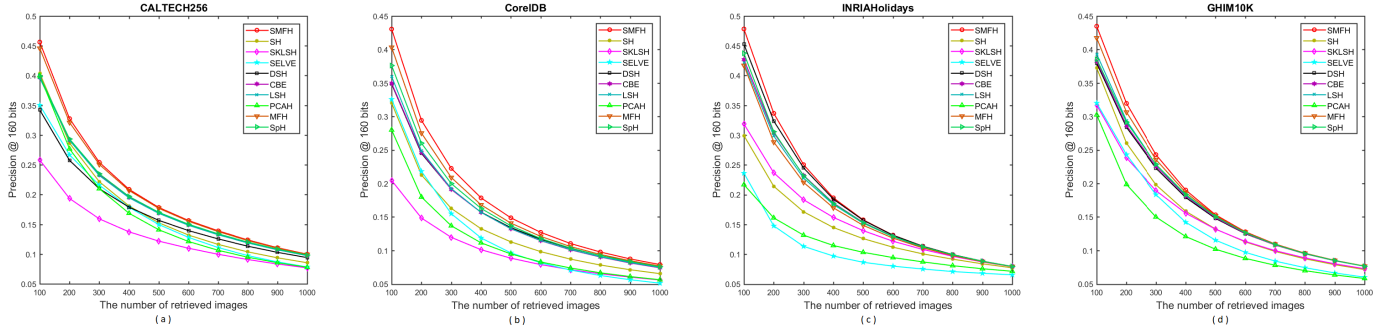 CALTECH256
0.5
0.45
0.4
0.35
0.3
0.25
0.2
0.15
0.1
0.05
Precision @ 160 bits
100 200 300 400 500 600 700 800 900 1000
The number of retrieved images
( a )
SMFH
SH
SKLSH
SELVE
DSH
CBE
LSH
PCAH
MFH
SpH
CorelDB
0.45
0.4
0.35
0.3
0.25
0.2
0.15
0.1
0.05
Precision @ 160 bits
100 200 300 400 500 600 700 800 900 1000
The number of retrieved images
( b )
SMFH
SH
SKLSH
SELVE
DSH
CBE
LSH
PCAH
MFH
SpH
INRIAHolidays
0.5
0.45
0.4
0.35
0.3
0.25
0.2
0.15
0.1
0.05
Precision @ 160 bits
100 200 300 400 500 600 700 800 900 1000
The number of retrieved images
( c )
SMFH
SH
SKLSH
SELVE
DSH
CBE
LSH
PCAH
MFH
SpH
GHIM10K
0.45
0.4
0.35
0.3
0.25
0.2
0.15
0.1
0.05
Precision @ 160 bits
100 200 300 400 500 600 700 800 900 1000
The number of retrieved images
( d )
SMFH
SH
SKLSH
SELVE
DSH
CBE
LSH
PCAH
MFH
SpH